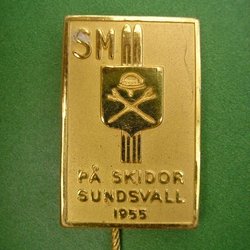 SM
PÅ SKIDOR
SUNDSVALL
1955